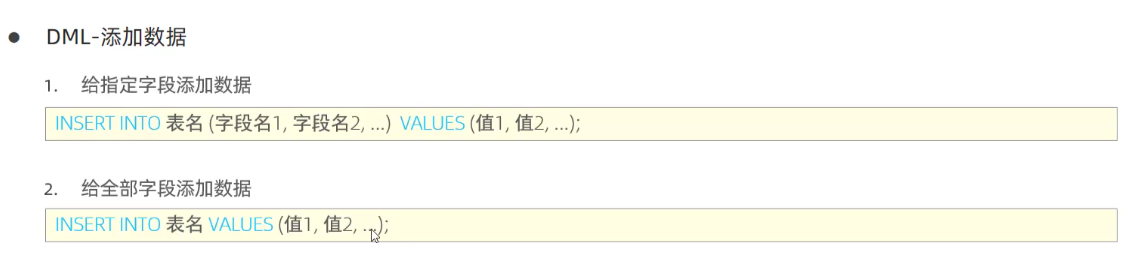 ● DML-添加数据
1. 给指定字段添加数据
INSERT INTO 表名 (字段名1, 字段名2, ...) VALUES (值1, 值2, ...);
2. 给全部字段添加数据
INSERT INTO 表名 VALUES (值1, 值2, ...);